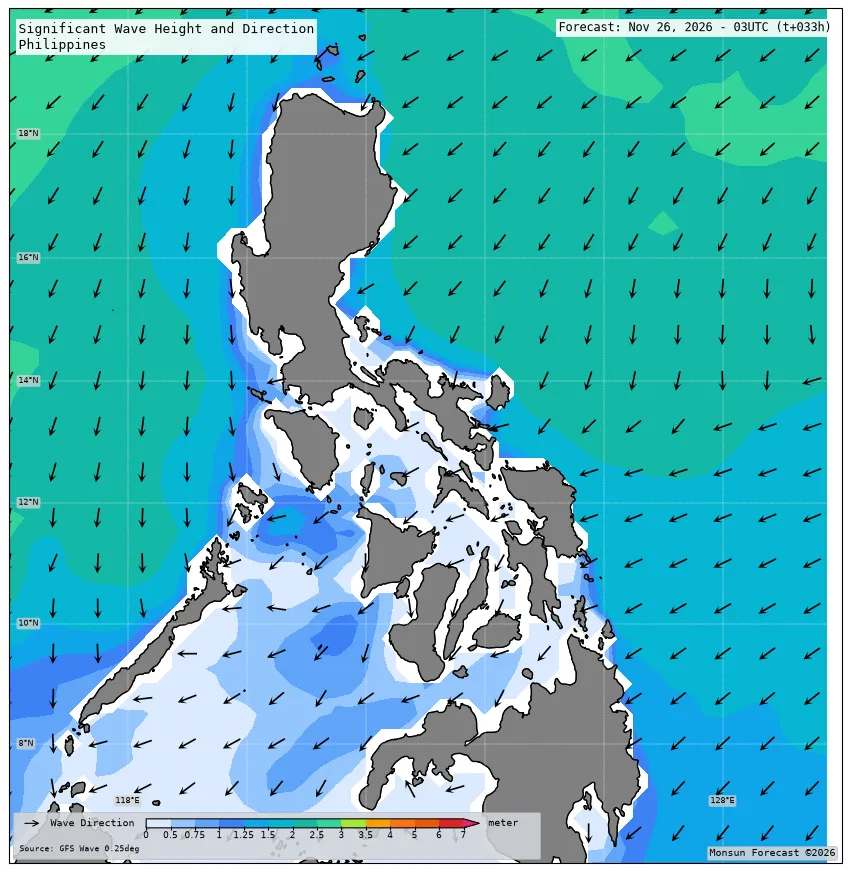 Significant Wave Height and Direction
Philippines
Forecast: Nov 26, 2026 - 03UTC (t+033h)
18°N
16°N
14°N
12°N
10°N
8°N
118°E
128°E
Wave Direction
0 0.5 0.75 1 1.25 1.5 2 2.5 3 3.5 4 5 6 7
meter
Source: GFS Wave 0.25deg
Monsun Forecast ©2026